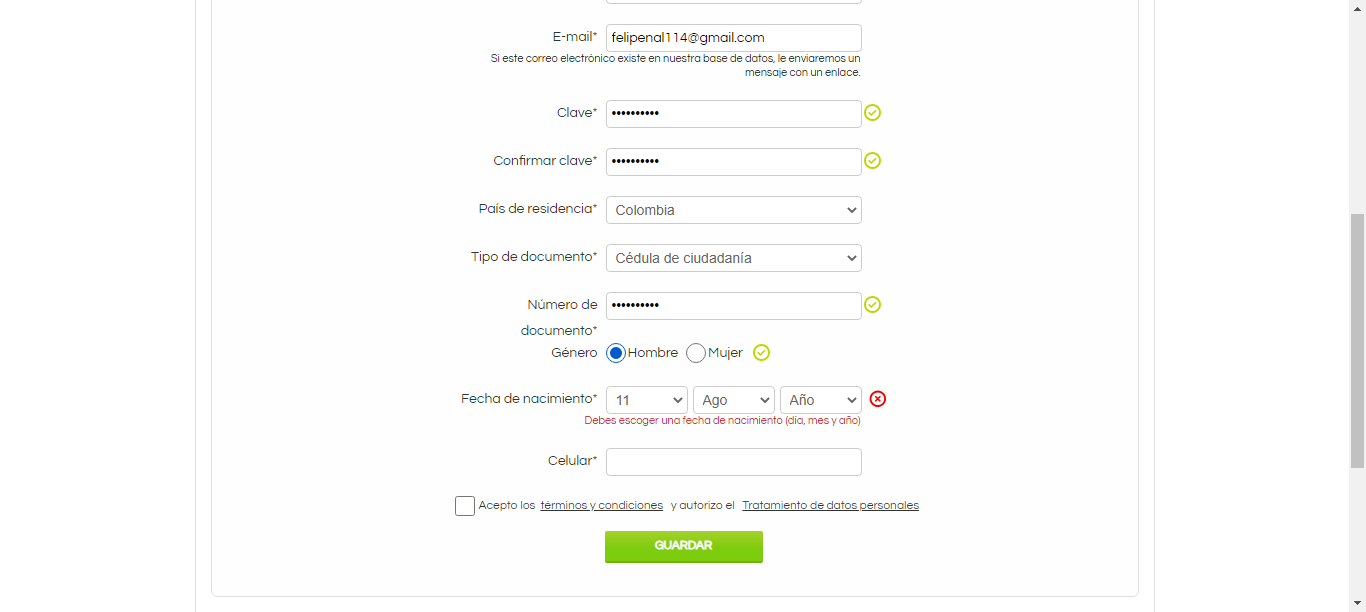 E-mail* felipenal114@gmail.com
Si este correo electrónico existe en nuestra base de datos, le enviaremos un
mensaje con un enlace.
Clave* ••••••••••
Confirmar clave* ••••••••••
País de residencia* Colombia
Tipo de documento* Cédula de ciudadanía
Número de ••••••••••
documento*
Género Hombre Mujer
Fecha de nacimiento* 11 Ago Año
Debes escoger una fecha de nacimiento (día, mes y año)
Celular*
Acepto los términos y condiciones y autorizo el Tratamiento de datos personales
GUARDAR